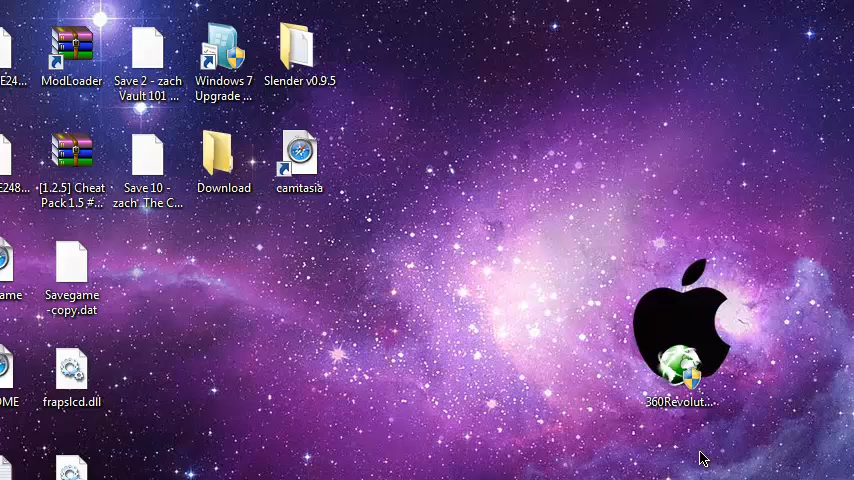 E24...
ModLoader
Save 2 - zach
Vault 101 ...
Windows 7
Upgrade ...
Slender v0.9.5
E248...
[1.2.5] Cheat
Pack 1.5 #...
Save 10 -
zach The C...
Download
camtasia
ame
Savegame
-copy.dat
OME
frapslcd.dll
360Revolut...